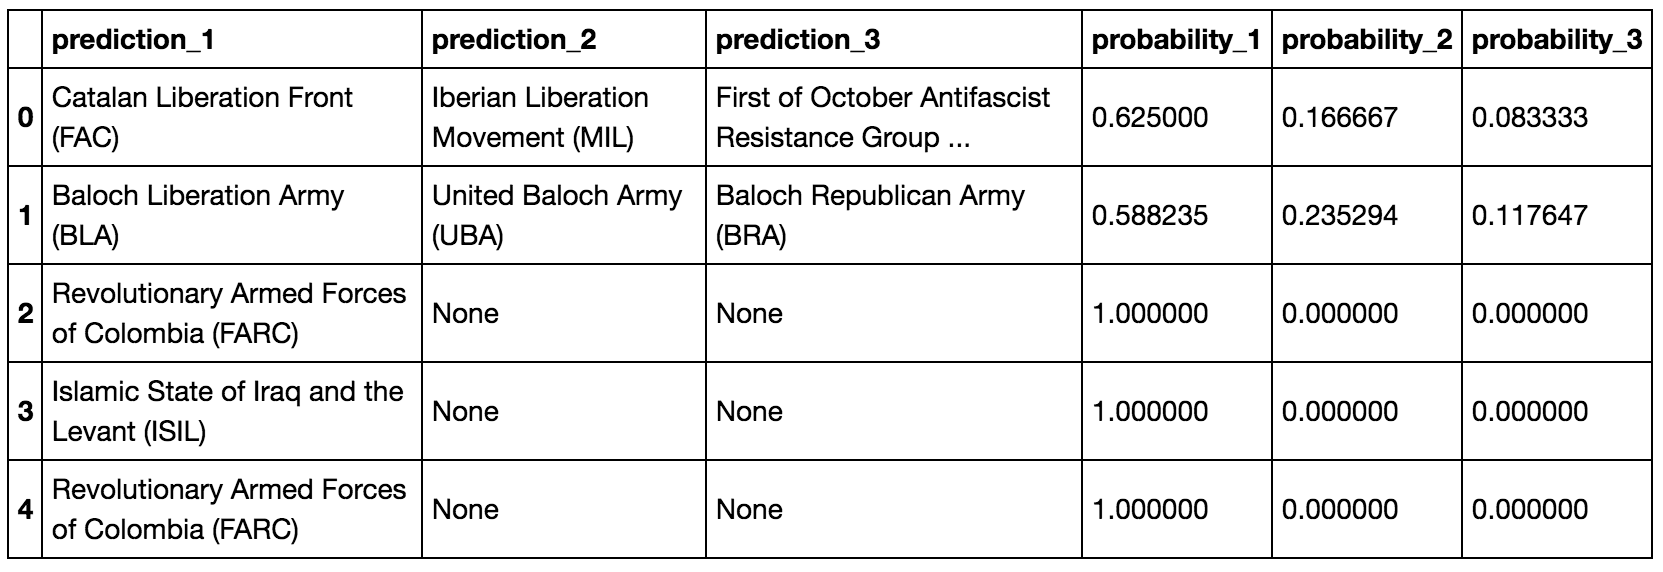 prediction_1 prediction_2 prediction_3 probability_1 probability_2 probability_3
0 Catalan Liberation Front (FAC) Iberian Liberation Movement (MIL) First of October Antifascist Resistance Group ... 0.625000 0.166667 0.083333
1 Baloch Liberation Army (BLA) United Baloch Army (UBA) Baloch Republican Army (BRA) 0.588235 0.235294 0.117647
2 Revolutionary Armed Forces of Colombia (FARC) None None 1.000000 0.000000 0.000000
3 Islamic State of Iraq and the Levant (ISIL) None None 1.000000 0.000000 0.000000
4 Revolutionary Armed Forces of Colombia (FARC) None None 1.000000 0.000000 0.000000